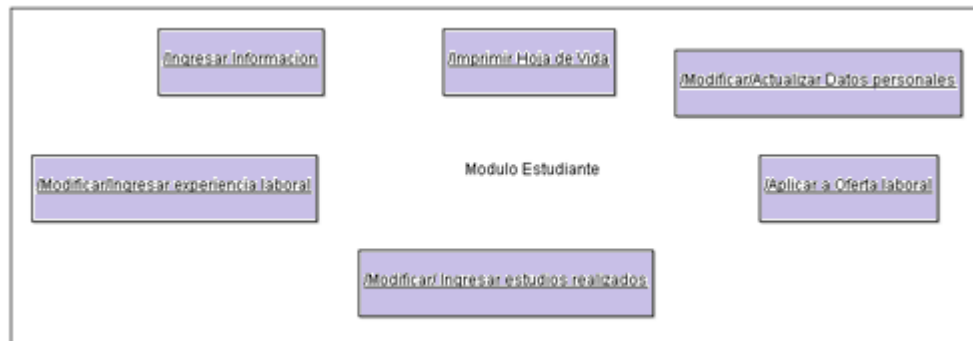 /Ingresar Informacion
/Imprimir Hoja de Vida
/Modificar/Actualizar Datos personales
/Modificar/Ingresar experiencia laboral
Modulo Estudiante
/Aplicar a Oferta laboral
/Modificar/ Ingresar estudios realizados